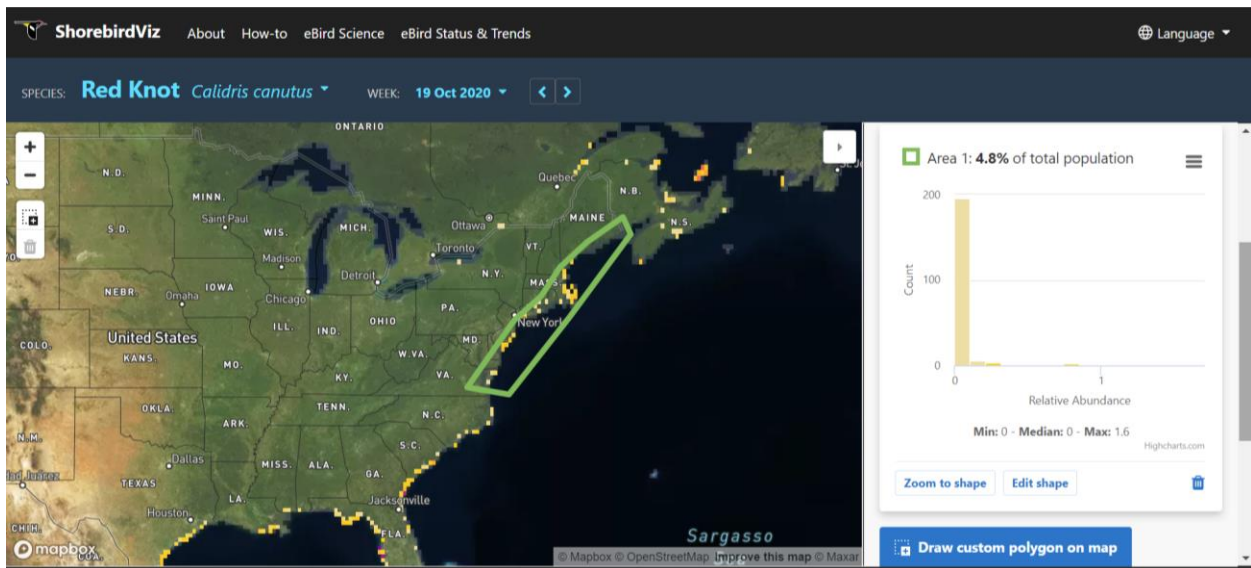 ShorebirdViz About How-to eBird Science eBird Status & Trends Language
SPECIES: Red Knot Calidris canutus WEEK: 19 Oct 2020
ONTARIO
N.D.
Quebec
N.B.
MINN.
Saint Paul
Ottawa
MAINE
N.S.
S.D.
WIS.
MICH.
Toronto
VT.
Madison
Detroit
N.Y.
MASS.
NEBR.
Omaha
IOWA
Chicago
PA.
New York
ILL.
IND.
OHIO
MD.
COLO.
United States
KANS.
W.VA.
MO.
KY.
VA.
OKLA.
TENN.
N.C.
ARK.
N.M.
S.C.
Dallas
MISS.
ALA.
GA.
TEXAS
LA.
Jacksonville
Houston
CHIH.
FLA.
Sargasso
mapbox
© Mapbox © OpenStreetMap Improve this map © Maxar
Area 1: 4.8% of total population
200
100
0
Count
0 1
Relative Abundance
Min: 0 - Median: 0 - Max: 1.6
Highcharts.com
Zoom to shape Edit shape
Draw custom polygon on map